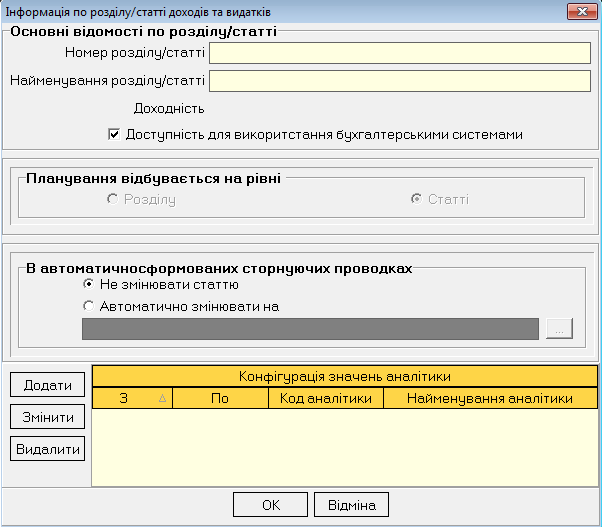 Інформація по розділу/статті доходів та видатків
Основні відомості по розділу/статті
Номер розділу/статті
Найменування розділу/статті
Доходність
Доступність для викоритстання бухгалтерськими системами
Планування відбувається на рівні
Розділу
Статті
В автоматичносформованих сторнуючих проводках
Не змінювати статтю
Автоматично змінювати на
...
Додати
Змінити
Видалити
Конфігурація значень аналітики
З По Код аналітики Найменування аналітики
OK Відміна